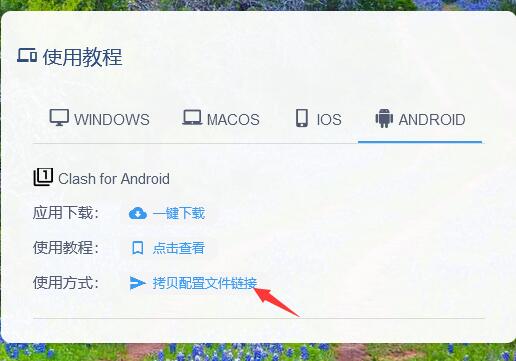 使用教程
WINDOWS MACOS IOS ANDROID
1 Clash for Android
应用下载： 一键下载
使用教程： 点击查看
使用方式： 拷贝配置文件链接